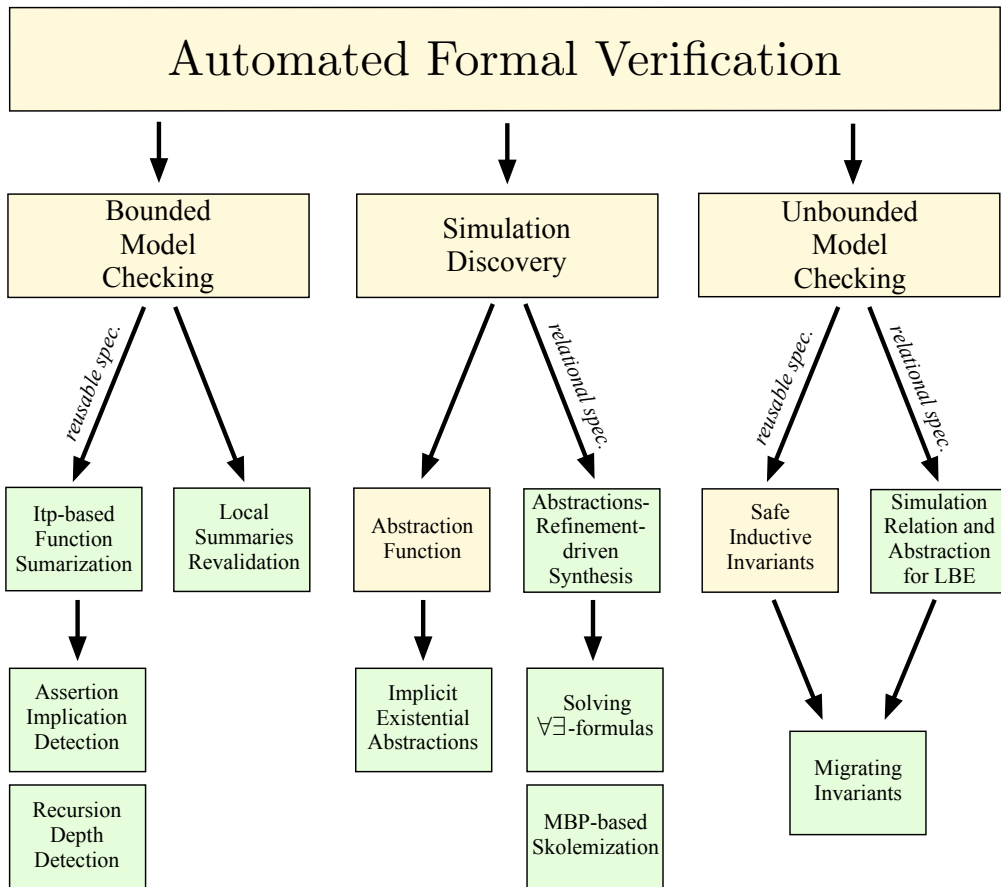 Automated Formal Verification
Bounded
Model
Checking
Simulation
Discovery
Unbounded
Model
Checking
reusable spec.
relational spec.
reusable spec.
relational spec.
Itp-based
Function
Sumarization
Local
Summaries
Revalidation
Abstraction
Function
Abstractions-
Refinement-
driven
Synthesis
Safe
Inductive
Invariants
Simulation
Relation and
Abstraction
for LBE
Assertion
Implication
Detection
Implicit
Existential
Abstractions
Solving
∀∃-formulas
Migrating
Invariants
Recursion
Depth
Detection
MBP-based
Skolemization